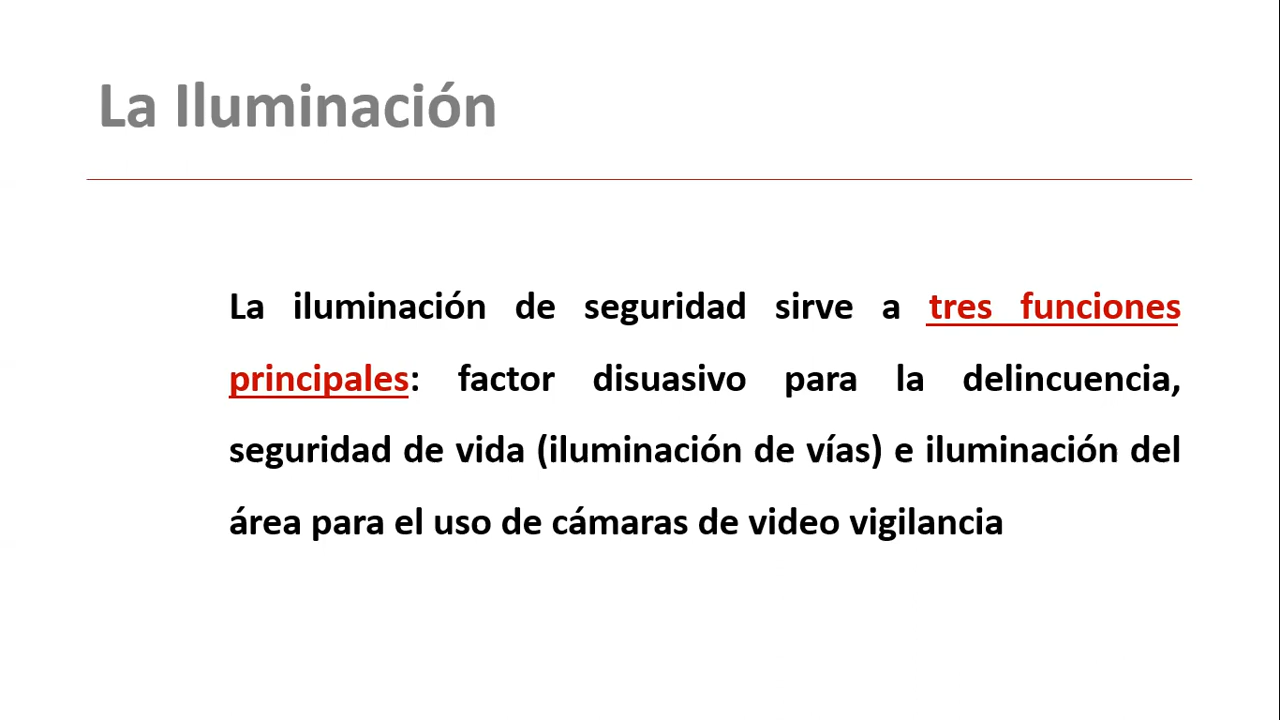 La Iluminación
La iluminación de seguridad sirve a tres funciones
principales: factor disuasivo para la delincuencia,
seguridad de vida (iluminación de vías) e iluminación del
área para el uso de cámaras de video vigilancia